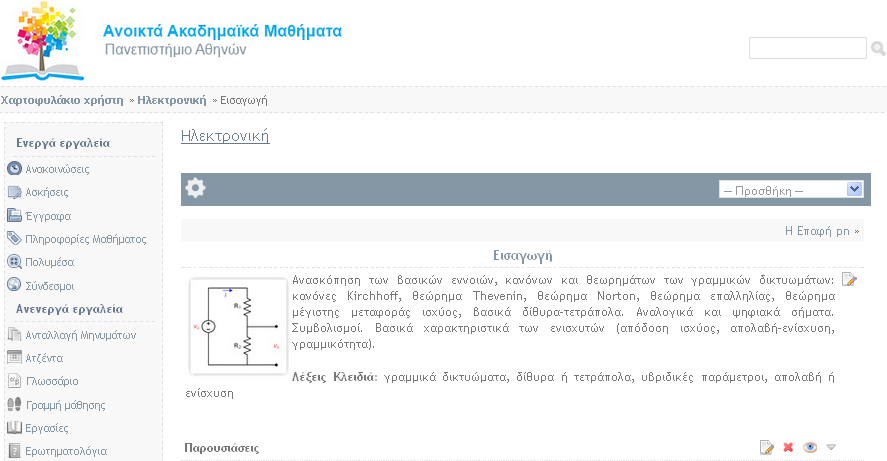 Ανοικτά Ακαδημαϊκά Μαθήματα
Πανεπιστήμιο Αθηνών
Χαρτοφυλάκιο χρήστη » Ηλεκτρονική » Εισαγωγή
Ενεργά εργαλεία
Ανακοινώσεις
Ασκήσεις
Έγγραφα
Πληροφορίες Μαθήματος
Πολυμέσα
Σύνδεσμοι
Ανενεργά εργαλεία
Ανταλλαγή Μηνυμάτων
Ατζέντα
Γλωσσάριο
Γραμμή μάθησης
Εργασίες
Ερωτηματολόγια
Ηλεκτρονική
-- Προσθήκη --
Η Επαφή pn »
Εισαγωγή
i
R1
R2
Ανασκόπηση των βασικών εννοιών, κανόνων και θεωρημάτων των γραμμικών δικτυωμάτων:
κανόνες Kirchhoff, θεώρημα Thevenin, θεώρημα Norton, θεώρημα επαλληλίας, θεώρημα
μέγιστης μεταφοράς ισχύος, βασικά δίθυρα-τετράπολα. Αναλογικά και ψηφιακά σήματα.
Συμβολισμοί. Βασικά χαρακτηριστικά των ενισχυτών (απόδοση ισχύος, απολαβή-ενίσχυση,
γραμμικότητα).
Λέξεις Κλειδιά: γραμμικά δικτυώματα, δίθυρα ή τετράπολα, υβριδικές παράμετροι, απολαβή ή
ενίσχυση
Παρουσιάσεις